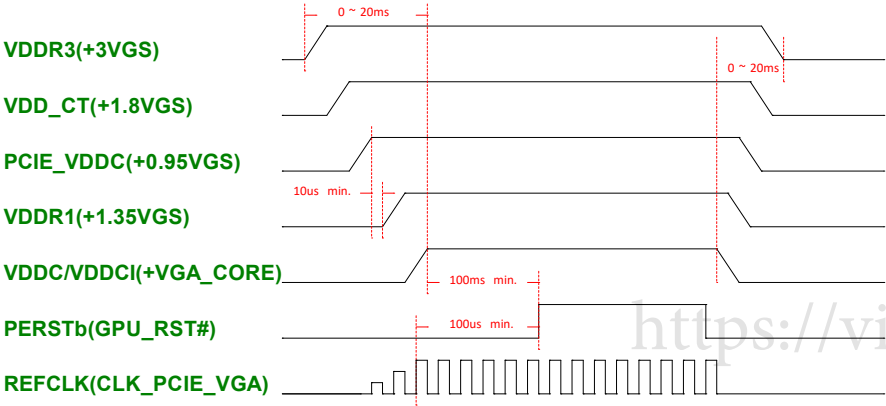 0 ~ 20ms
VDDR3(+3VGS)
0 ~ 20ms
VDD_CT(+1.8VGS)
PCIE_VDDC(+0.95VGS)
10us min.
VDDR1(+1.35VGS)
VDDC/VDDCI(+VGA_CORE)
100ms min.
PERSTb(GPU_RST#)
100us min.
https://vi
REFCLK(CLK_PCIE_VGA)